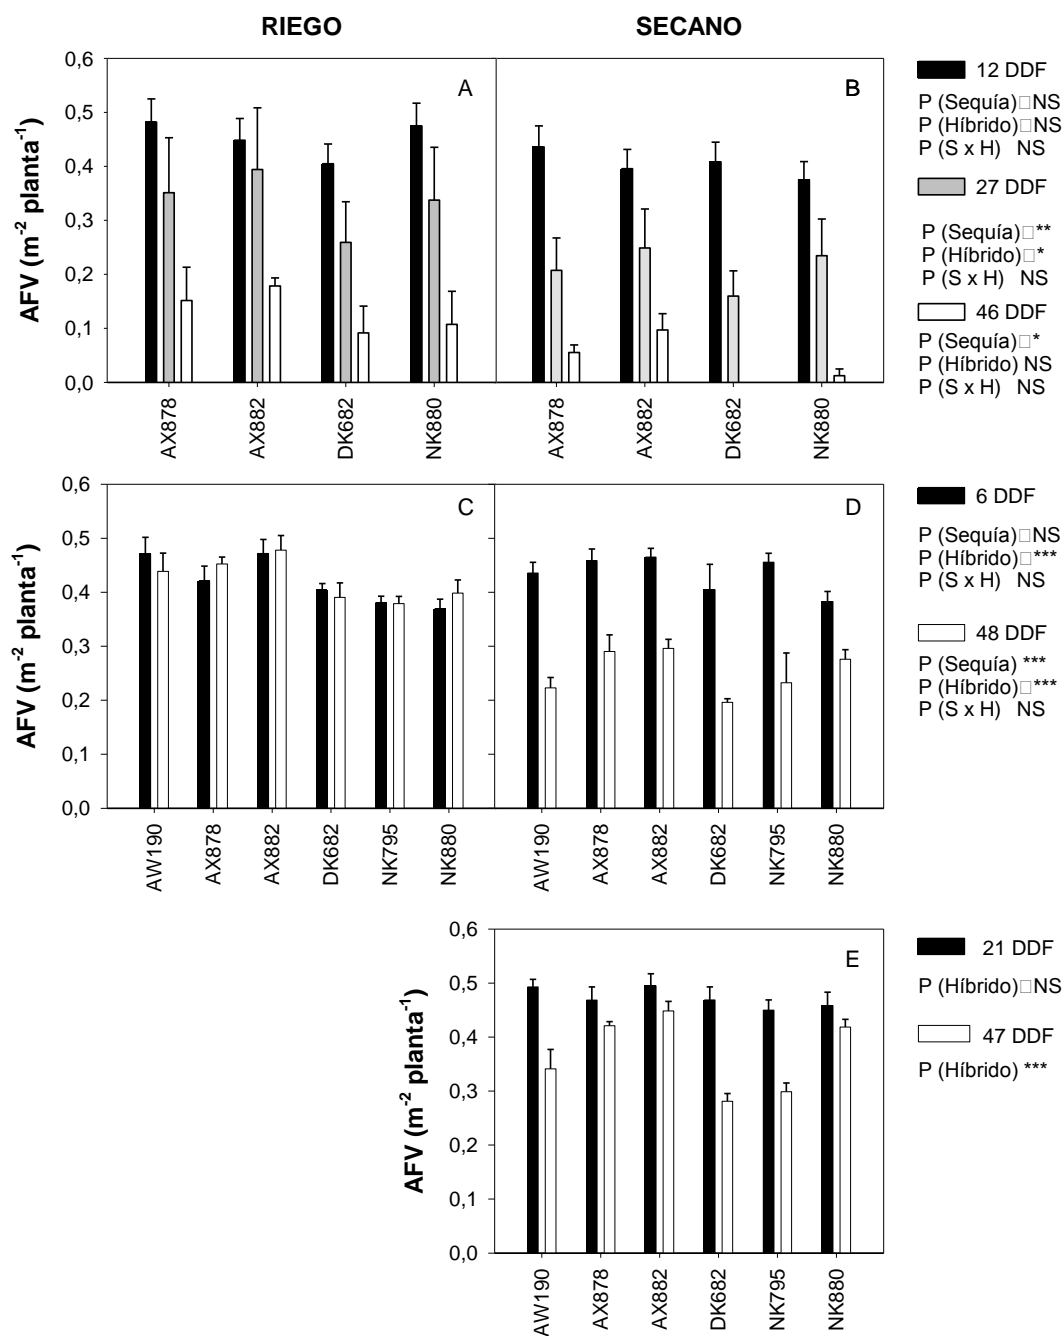 RIEGO
SECANO
AFV (m-2 planta-1)
0,6
0,5
0,4
0,3
0,2
0,1
0,0
A
B
AX878
AX882
DK682
NK880
AX878
AX882
DK682
NK880
12 DDF
P (Sequía)□NS
P (Híbrido)□NS
P (S x H) NS
27 DDF
P (Sequía)□**
P (Híbrido)□*
P (S x H) NS
46 DDF
P (Sequía)□*
P (Híbrido) NS
P (S x H) NS
AFV (m-2 planta-1)
0,6
0,5
0,4
0,3
0,2
0,1
0,0
C
D
AW190
AX878
AX882
DK682
NK795
NK880
AW190
AX878
AX882
DK682
NK795
NK880
6 DDF
P (Sequía)□NS
P (Híbrido)□***
P (S x H) NS
48 DDF
P (Sequía) ***
P (Híbrido)□***
P (S x H) NS
AFV (m-2 planta-1)
0,6
0,5
0,4
0,3
0,2
0,1
0,0
E
AW190
AX878
AX882
DK682
NK795
NK880
21 DDF
P (Híbrido)□NS
47 DDF
P (Híbrido) ***